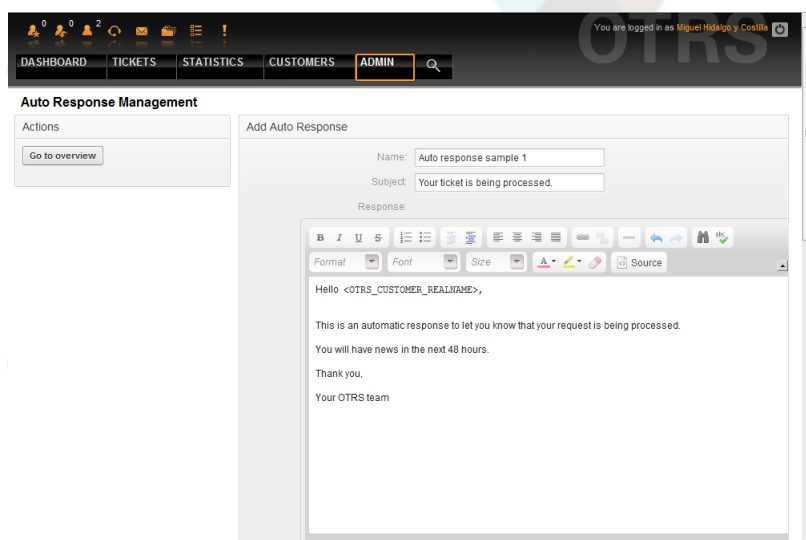 0 0 2
You are logged in as Miguel Hidalgo y Costilla
OTRS
DASHBOARD TICKETS STATISTICS CUSTOMERS ADMIN
Auto Response Management
Actions
Go to overview
Add Auto Response
Name: Auto response sample 1
Subject: Your ticket is being processed.
Response:
B I U S
Format Font Size A Source
Hello <OTRS_CUSTOMER_REALNAME>,
This is an automatic response to let you know that your request is being processed.
You will have news in the next 48 hours.
Thank you,
Your OTRS team